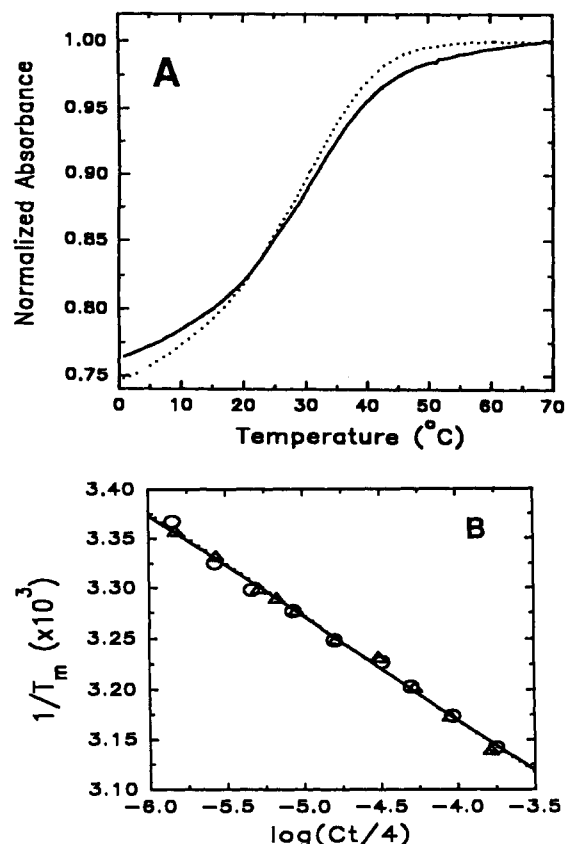 A
1.00
0.95
0.90
0.85
0.80
0.75
Normalized Absorbance
0 10 20 30 40 50 60 70
Temperature (°C)
B
3.40
3.35
3.30
3.25
3.20
3.15
3.10
1/Tm (x10³)
-6.0 -5.5 -5.0 -4.5 -4.0 -3.5
log(Ct/4)